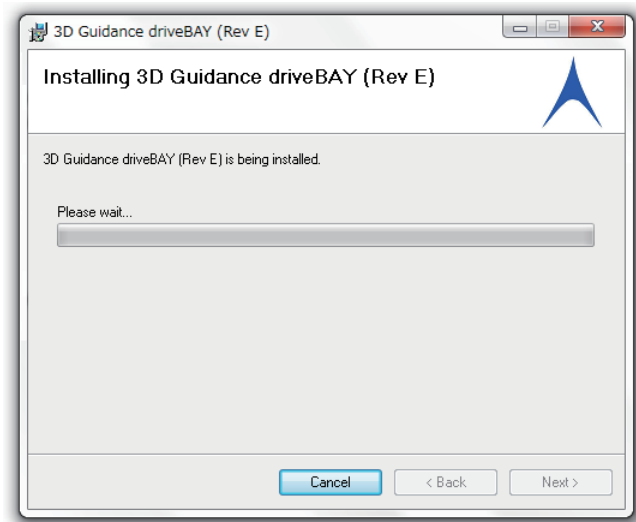 3D Guidance driveBAY (Rev E)
Installing 3D Guidance driveBAY (Rev E)
3D Guidance driveBAY (Rev E) is being installed.
Please wait...
Cancel
< Back
Next >